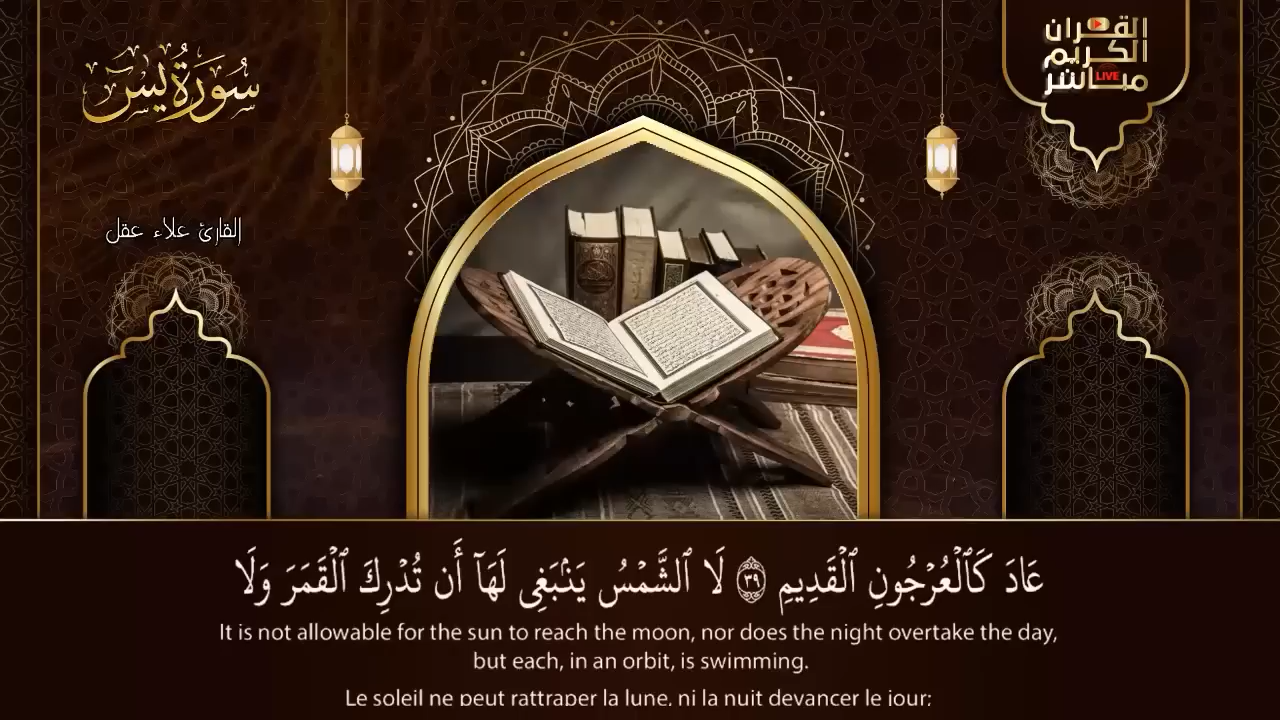 سُورَةُ يسٓ
القرآن
الكريم
مباشر
LIVE
القارئ علاء عقل
عَادَ كَٱلْعُرْجُونِ ٱلْقَدِيمِ ٣٩ لَا ٱلشَّمْسُ يَنۢبَغِى لَهَآ أَن تُدْرِكَ ٱلْقَمَرَ وَلَا
It is not allowable for the sun to reach the moon, nor does the night overtake the day,
but each, in an orbit, is swimming.
Le soleil ne peut rattraper la lune, ni la nuit devancer le jour;